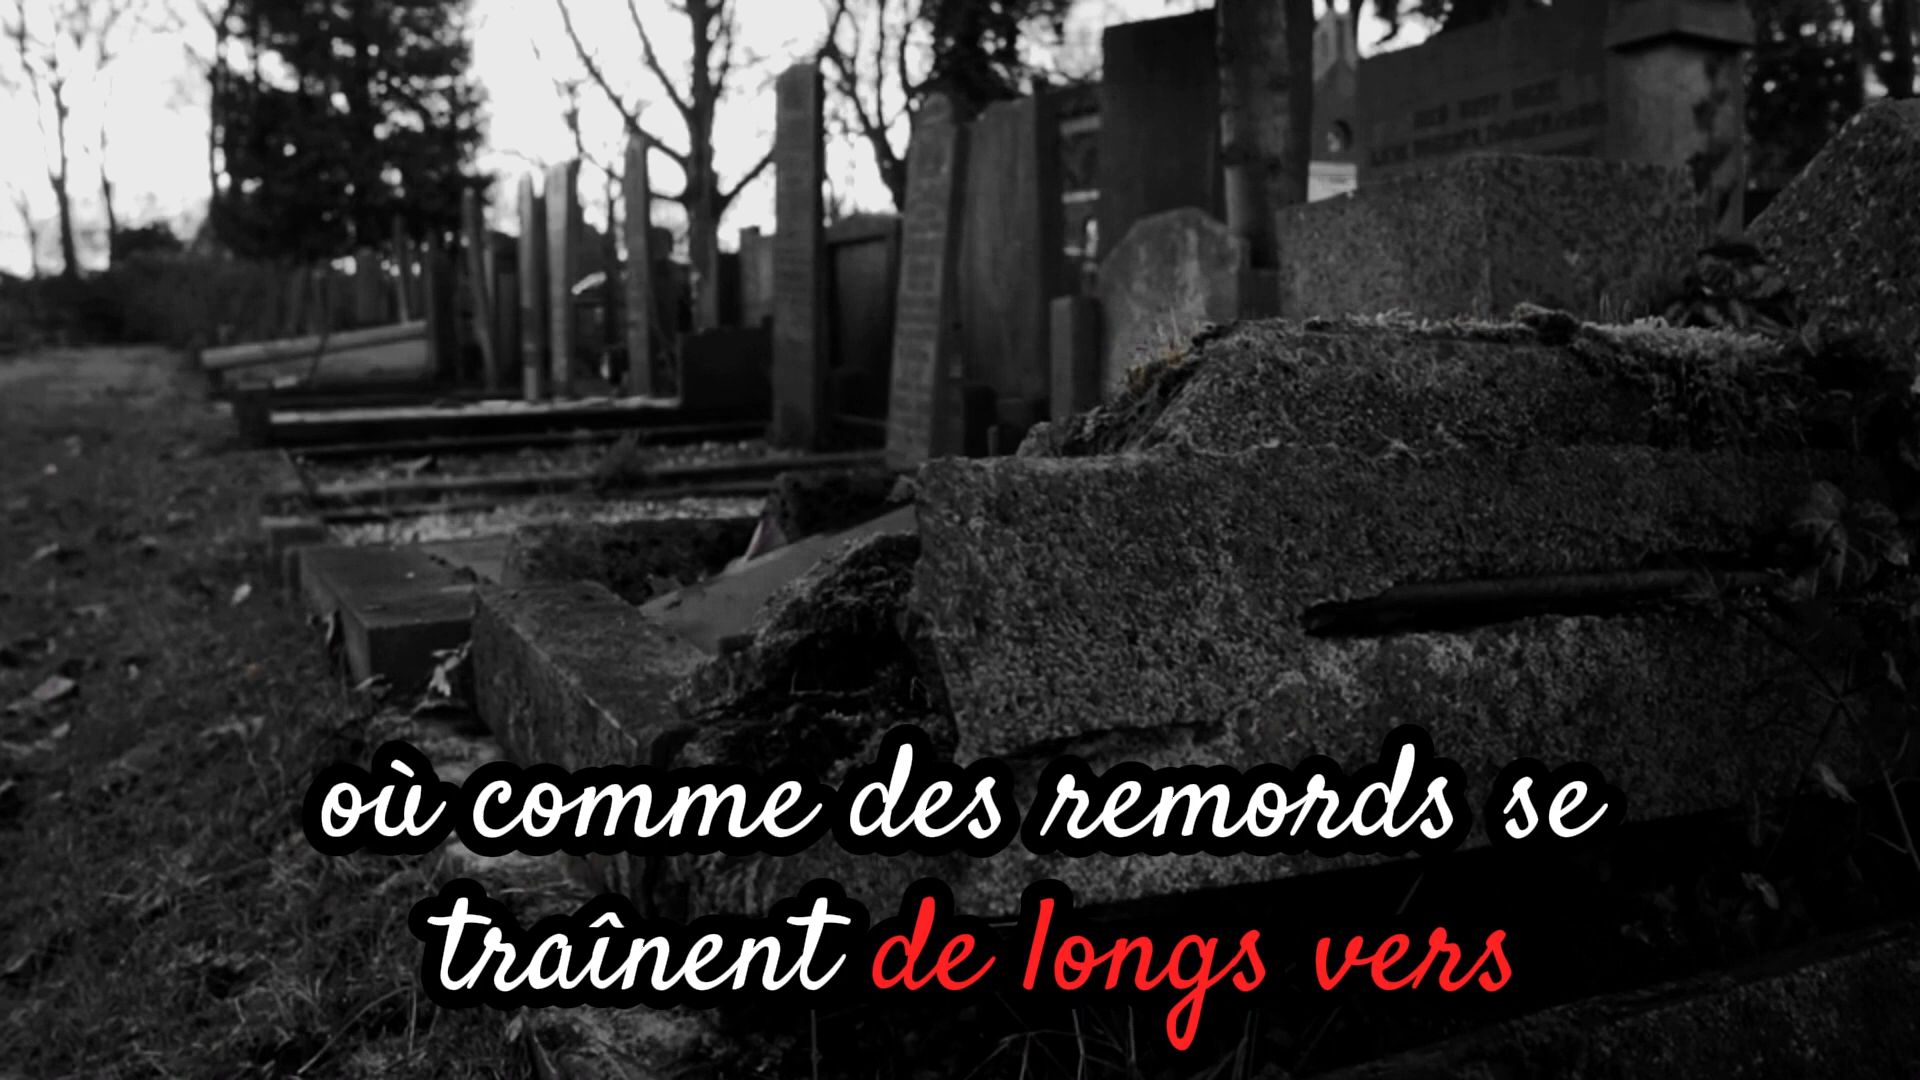 où comme des remords se
traînent de longs vers